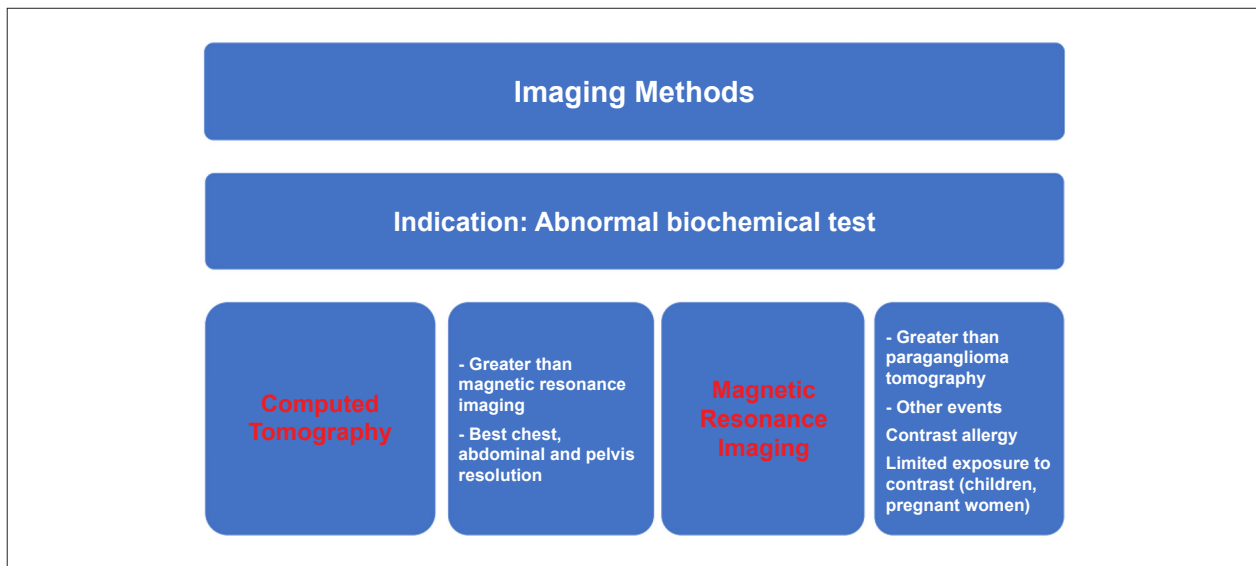 Imaging Methods
Indication: Abnormal biochemical test
Computed
Tomography
- Greater than
magnetic resonance
imaging
- Best chest,
abdominal and pelvis
resolution
Magnetic
Resonance
Imaging
- Greater than
paraganglioma
tomography
- Other events
Contrast allergy
Limited exposure to
contrast (children,
pregnant women)